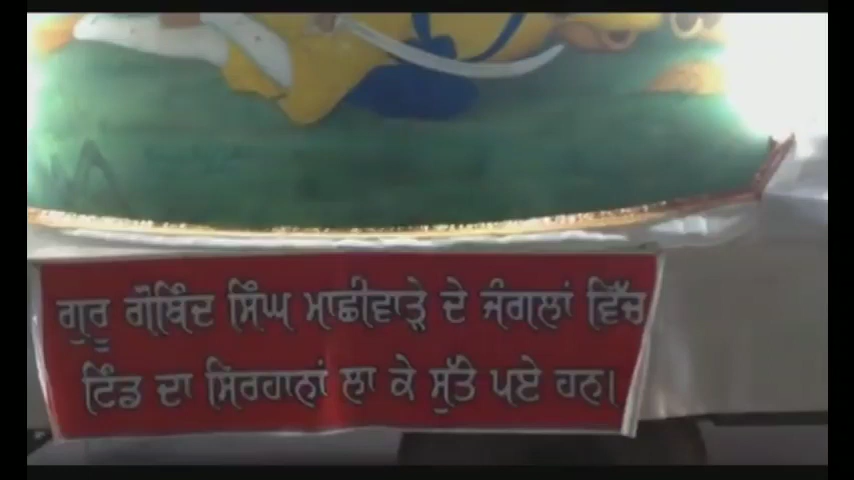 ਗੁਰੂ ਗੋਬਿੰਦ ਸਿੰਘ ਮਾਛੀਵਾੜੇ ਦੇ ਜੰਗਲਾਂ ਵਿੱਚ
ਟਿੰਡ ਦਾ ਸਿਰਹਾਨਾਂ ਲਾ ਕੇ ਸੁੱਤੇ ਪਏ ਹਨ।